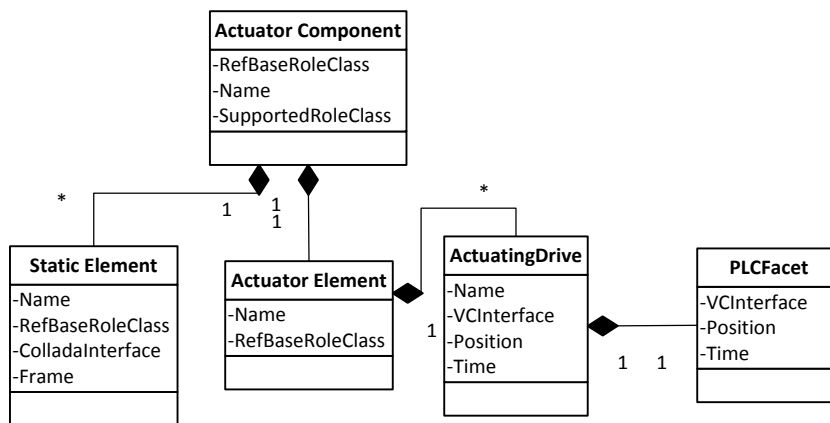 Actuator Component
-RefBaseRoleClass
-Name
-SupportedRoleClass
*
1
1
1
*
Static Element
-Name
-RefBaseRoleClass
-ColladaInterface
-Frame
Actuator Element
-Name
-RefBaseRoleClass
1
ActuatingDrive
-Name
-VCInterface
-Position
-Time
1
1
PLCFacet
-VCInterface
-Position
-Time